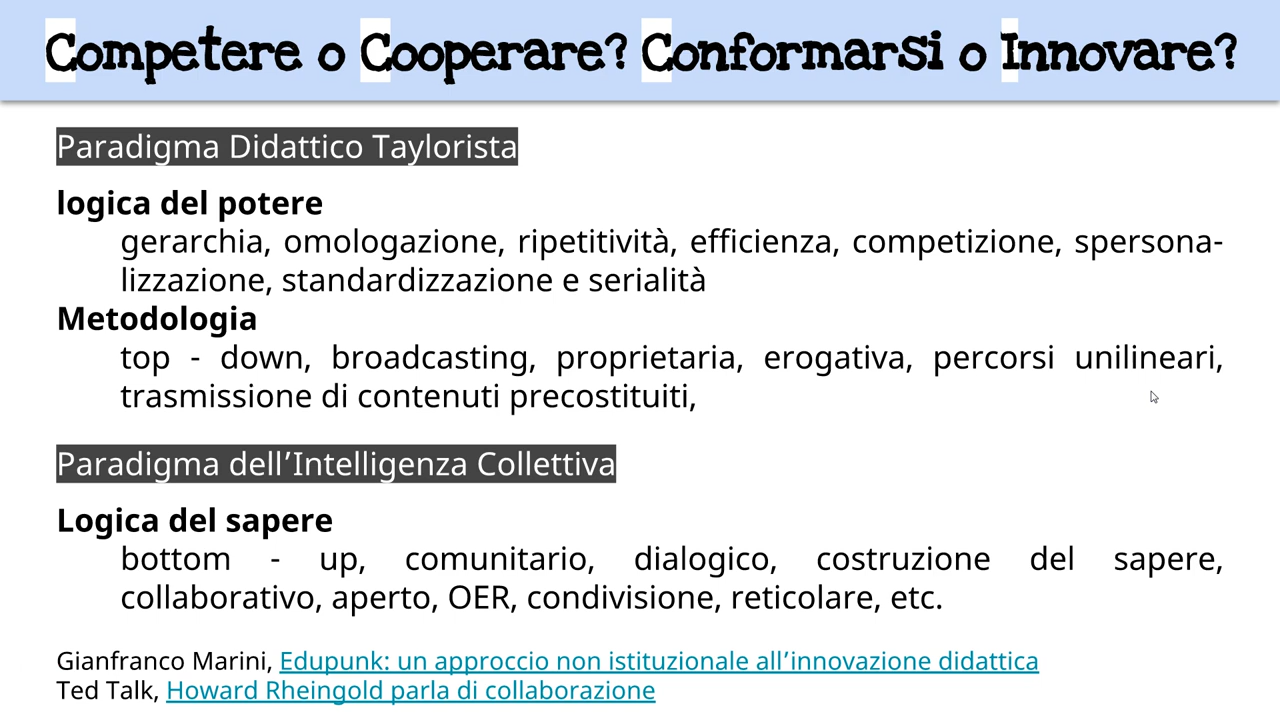 Competere o Cooperare? Conformarsi o Innovare?
Paradigma Didattico Taylorista
logica del potere
gerarchia, omologazione, ripetitività, efficienza, competizione, spersona-
lizzazione, standardizzazione e serialità
Metodologia
top - down, broadcasting, proprietaria, erogativa, percorsi unilineari,
trasmissione di contenuti precostituiti,
Paradigma dell’Intelligenza Collettiva
Logica del sapere
bottom - up, comunitario, dialogico, costruzione del sapere,
collaborativo, aperto, OER, condivisione, reticolare, etc.
Gianfranco Marini, Edupunk: un approccio non istituzionale all’innovazione didattica
Ted Talk, Howard Rheingold parla di collaborazione